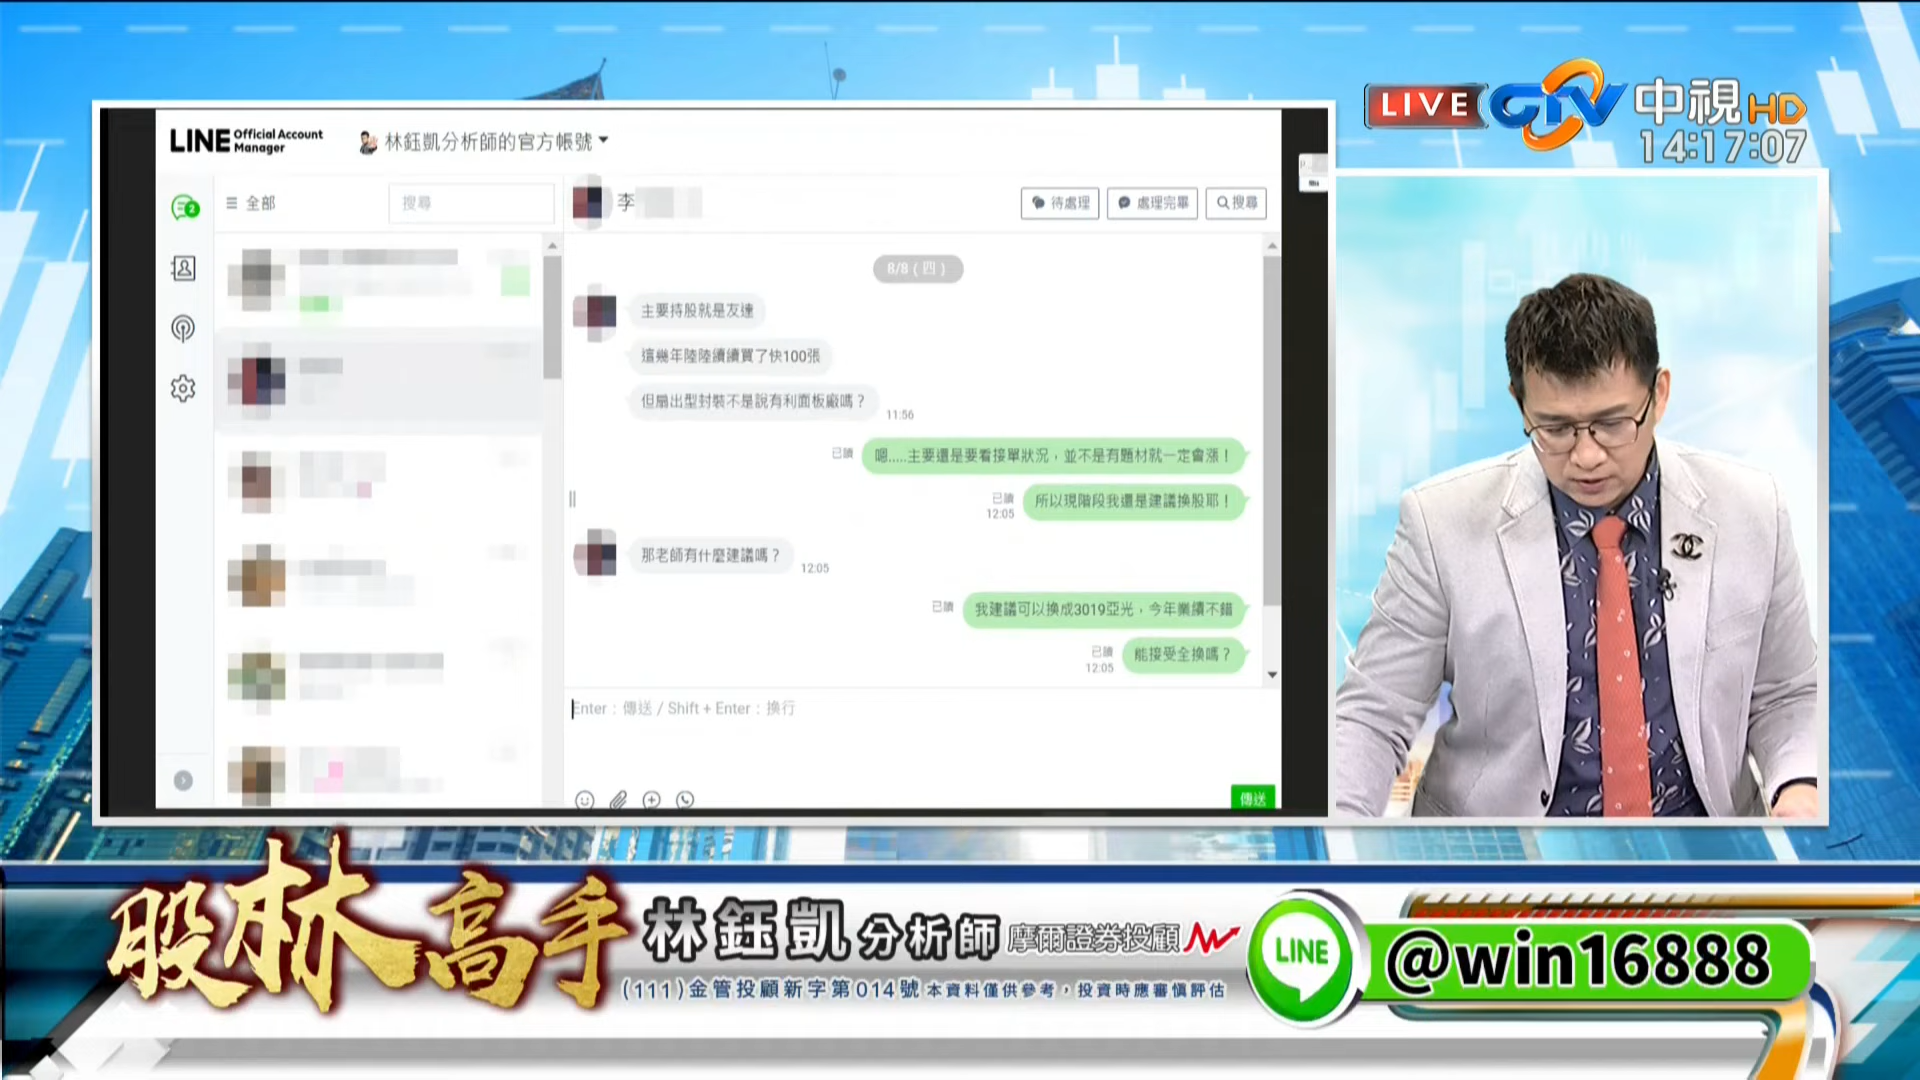 LIVE CTV 中視HD
14:17:07
LINE Official Account Manager
林鈺凱分析師的官方帳號
2
全部
搜尋
李
待處理
處理完畢
搜尋
8/8 ( 四 )
主要持股就是友達
這幾年陸陸續續買了快100張
但扇出型封裝不是說有利面板廠嗎？
11:56
已讀
嗯.....主要還是要看接單狀況，並不是有題材就一定會漲！
已讀
12:05
所以現階段我還是建議換股耶！
那老師有什麼建議嗎？
12:05
已讀
我建議可以換成3019亞光，今年業績不錯
已讀
12:05
能接受全換嗎？
Enter：傳送 / Shift + Enter：換行
傳送
股林高手
林鈺凱 分析師 摩爾證券投顧
(111)金管投顧新字第014號 本資料僅供參考，投資時應審慎評估
LINE
@win16888